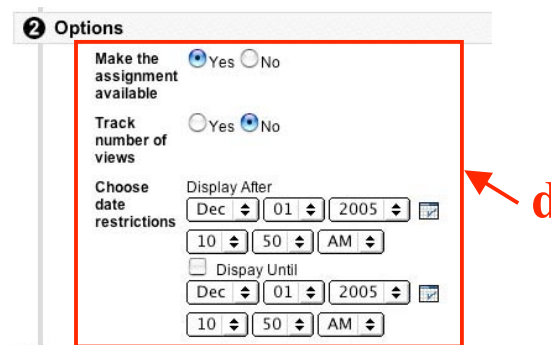 2 Options
Make the assignment available Yes No
Track number of views Yes No
Choose date restrictions
Display After
Dec 01 2005
10 50 AM
Dispay Until
Dec 01 2005
10 50 AM
d